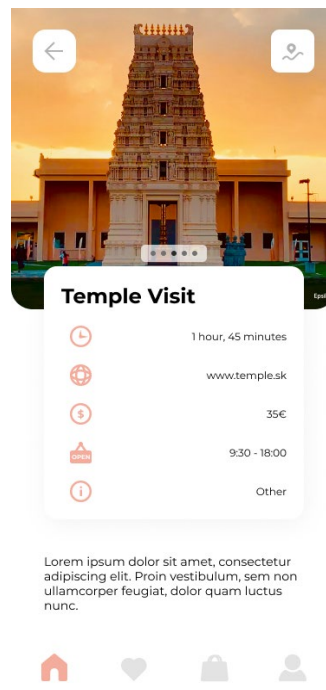 Temple Visit
1 hour, 45 minutes
www.temple.sk
$
35€
OPEN
9:30 - 18:00
i
Other
Lorem ipsum dolor sit amet, consectetur
adipiscing elit. Proin vestibulum, sem non
ullamcorper feugiat, dolor quam luctus
nunc.